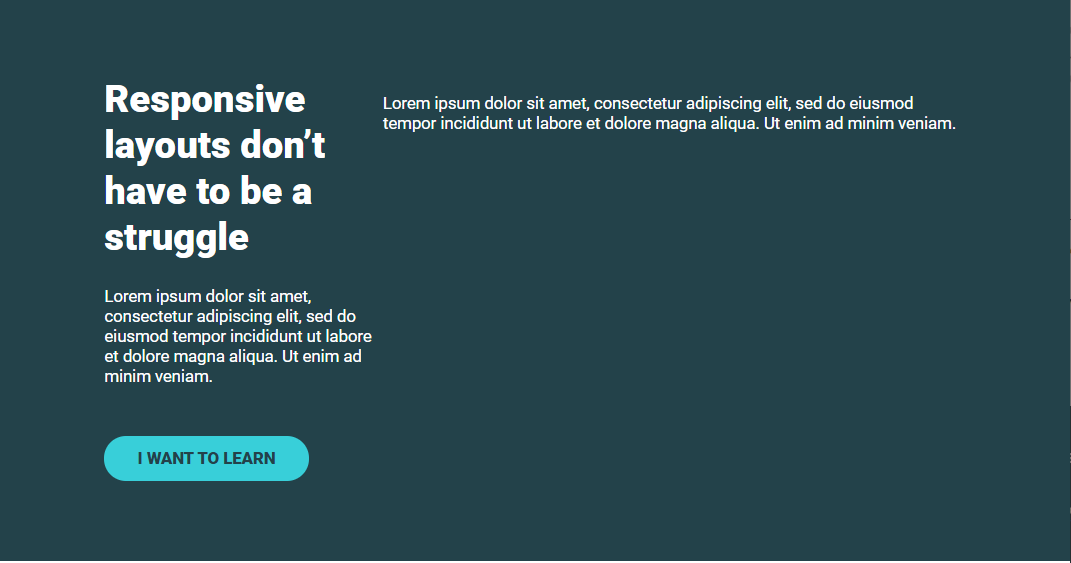 Responsive
layouts don’t
have to be a
struggle
Lorem ipsum dolor sit amet,
consectetur adipiscing elit, sed do
eiusmod tempor incididunt ut labore
et dolore magna aliqua. Ut enim ad
minim veniam.
I WANT TO LEARN
Lorem ipsum dolor sit amet, consectetur adipiscing elit, sed do eiusmod
tempor incididunt ut labore et dolore magna aliqua. Ut enim ad minim veniam.